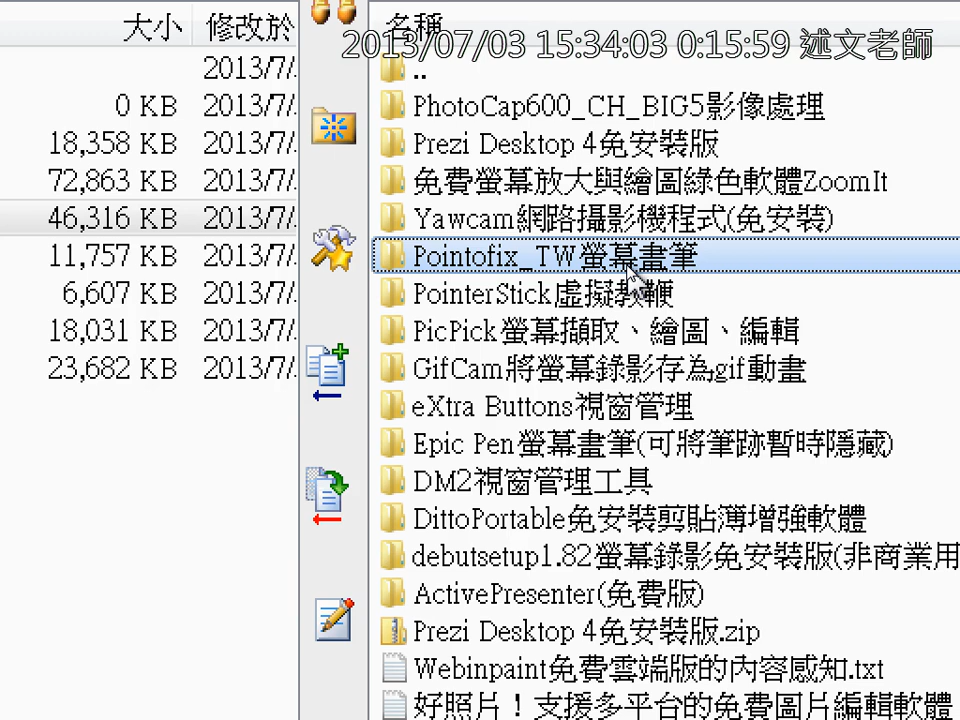 大小 修改於 名稱
2013/07/03 15:34:03 0:15:59 述文老師
2013/7/ ..
0 KB 2013/7/ PhotoCap600_CH_BIG5影像處理
18,358 KB 2013/7/ Prezi Desktop 4免安裝版
72,863 KB 2013/7/ 免費螢幕放大與繪圖綠色軟體ZoomIt
46,316 KB 2013/7/ Yawcam網路攝影機程式(免安裝)
11,757 KB 2013/7/ Pointofix_TW螢幕畫筆
6,607 KB 2013/7/ PointerStick虛擬教鞭
18,031 KB 2013/7/ PicPick螢幕擷取、繪圖、編輯
23,682 KB 2013/7/ GifCam將螢幕錄影存為gif動畫
eXtra Buttons視窗管理
Epic Pen螢幕畫筆(可將筆跡暫時隱藏)
DM2視窗管理工具
DittoPortable免安裝剪貼簿增強軟體
debutsetup1.82螢幕錄影免安裝版(非商業用
ActivePresenter(免費版)
Prezi Desktop 4免安裝版.zip
Webinpaint免費雲端版的內容感知.txt
好照片！支援多平台的免費圖片編輯軟體